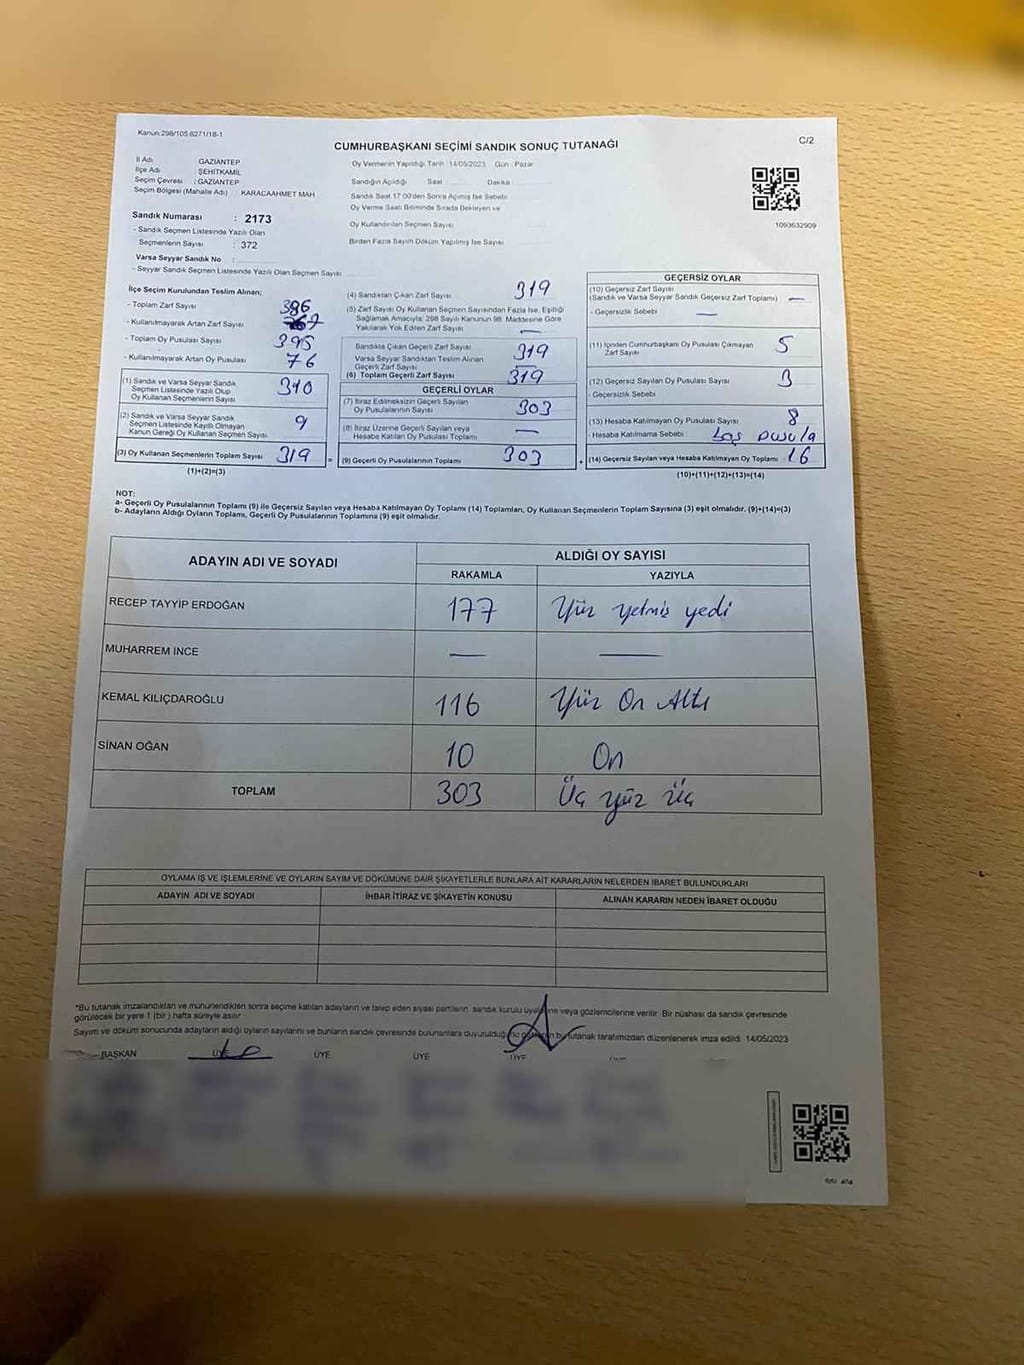 Kanun:298/105.6271/18-1
C/2
CUMHURBAŞKANI SEÇİMİ SANDIK SONUÇ TUTANAĞI
İl Adı GAZİANTEP
İlçe Adı ŞEHİTKAMİL
Seçim Çevresi : GAZİANTEP
Seçim Bölgesi (Mahalle Adı) : KARACAAHMET MAH
Sandık Numarası : 2173
- Sandık Seçmen Listesinde Yazılı Olan
Seçmenlerin Sayısı : 372
Varsa Seyyar Sandık No :
- Seyyar Sandık Seçmen Listesinde Yazılı Olan Seçmen Sayısı
Oy Vermenin Yapıldığı Tarih : 14/05/2023 Gün : Pazar
Sandığın Açıldığı Saat Dakika
Sandık Saat 17:00'den Sonra Açılmış İse Sebebi
Oy Verme Saati Bitiminde Sırada Bekleyen ve
Oy Kullandırılan Seçmen Sayısı
Birden Fazla Sayım Döküm Yapılmış İse Sayısı
1093632909
İlçe Seçim Kurulundan Teslim Alınan;
- Toplam Zarf Sayısı 386
- Kullanılmayarak Artan Zarf Sayısı
- Toplam Oy Pusulası Sayısı 395
- Kullanılmayarak Artan Oy Pusulası 76
(1) Sandık ve Varsa Seyyar Sandık
Seçmen Listesinde Yazılı Olup
Oy Kullanan Seçmenlerin Sayısı 310
(2) Sandık ve Varsa Seyyar Sandık
Seçmen Listesinde Kayıtlı Olmayan
Kanun Gereği Oy Kullanan Seçmen Sayısı 9
(3) Oy Kullanan Seçmenlerin Toplam Sayısı 319
(1)+(2)=(3)
(4) Sandıktan Çıkan Zarf Sayısı 319
(5) Zarf Sayısı Oy Kullanan Seçmen Sayısından Fazla İse, Eşitliği
Sağlamak Amacıyla; 298 Sayılı Kanunun 98. Maddesine Göre
Yakılarak Yok Edilen Zarf Sayısı —
Sandıkta Çıkan Geçerli Zarf Sayısı 319
Varsa Seyyar Sandıktan Teslim Alınan
Geçerli Zarf Sayısı —
(6) Toplam Geçerli Zarf Sayısı 319
GEÇERLİ OYLAR
(7) İtiraz Edilmeksizin Geçerli Sayılan
Oy Pusulalarının Sayısı 303
(8) İtiraz Üzerine Geçerli Sayılan veya
Hesaba Katılan Oy Pusulası Toplamı —
= (9) Geçerli Oy Pusulalarının Toplamı 303
GEÇERSİZ OYLAR
(10) Geçersiz Zarf Sayısı
(Sandık ve Varsa Seyyar Sandık Geçersiz Zarf Toplamı) —
- Geçersizlik Sebebi —
(11) İçinden Cumhurbaşkanı Oy Pusulası Çıkmayan
Zarf Sayısı 5
(12) Geçersiz Sayılan Oy Pusulası Sayısı 3
- Geçersizlik Sebebi
(13) Hesaba Katılmayan Oy Pusulası Sayısı 8
- Hesaba Katılmama Sebebi boş pusula
+ (14) Geçersiz Sayılan veya Hesaba Katılmayan Oy Toplamı 16
(10)+(11)+(12)+(13)=(14)
NOT:
a- Geçerli Oy Pusulalarının Toplamı (9) ile Geçersiz Sayılan veya Hesaba Katılmayan Oy Toplamı (14) Toplamları, Oy Kullanan Seçmenlerin Toplam Sayısına (3) eşit olmalıdır. (9)+(14)=(3)
b- Adayların Aldığı Oyların Toplamı, Geçerli Oy Pusulalarının Toplamına (9) eşit olmalıdır.
ADAYIN ADI VE SOYADI ALDIĞI OY SAYISI
RAKAMLA YAZIYLA
RECEP TAYYİP ERDOĞAN 177 Yüz yetmiş yedi
MUHARREM İNCE — —
KEMAL KILIÇDAROĞLU 116 Yüz On Altı
SİNAN OĞAN 10 On
TOPLAM 303 Üç yüz üç
OYLAMA İŞ VE İŞLEMLERİNE VE OYLARIN SAYIM VE DÖKÜMÜNE DAİR ŞİKAYETLERLE BUNLARA AİT KARARLARIN NELERDEN İBARET BULUNDUKLARI
ADAYIN ADI VE SOYADI İHBAR İTİRAZ VE ŞİKAYETİN KONUSU ALINAN KARARIN NEDEN İBARET OLDUĞU
*Bu tutanak imzalandıktan ve mühürlendikten sonra seçime katılan adayların ve talep eden siyasi partilerin sandık kurulu üyelerine veya gözlemcilerine verilir. Bir nüshası da sandık çevresinde
görülecek bir yere 1 (bir) hafta süreyle asılır
Sayım ve döküm sonucunda adayların aldığı oyların sayılarını ve bunların sandık çevresinde bulunanlara duyurulduğunu gösteren bu tutanak tarafımızdan düzenlenerek imza edildi 14/05/2023
BAŞKAN ÜYE ÜYE ÜYE ÜYE